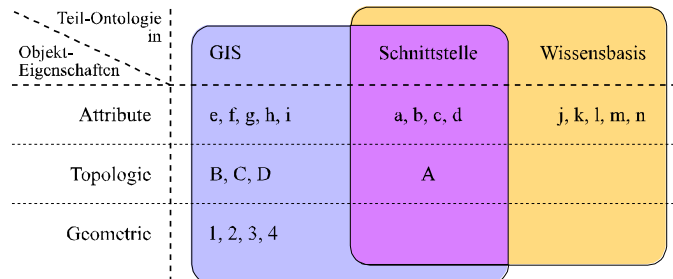 Teil-Ontologie
in
Objekt-
Eigenschaften
GIS Schnittstelle Wissensbasis
Attribute e, f, g, h, i a, b, c, d j, k, l, m, n
Topologie B, C, D A
Geometrie 1, 2, 3, 4